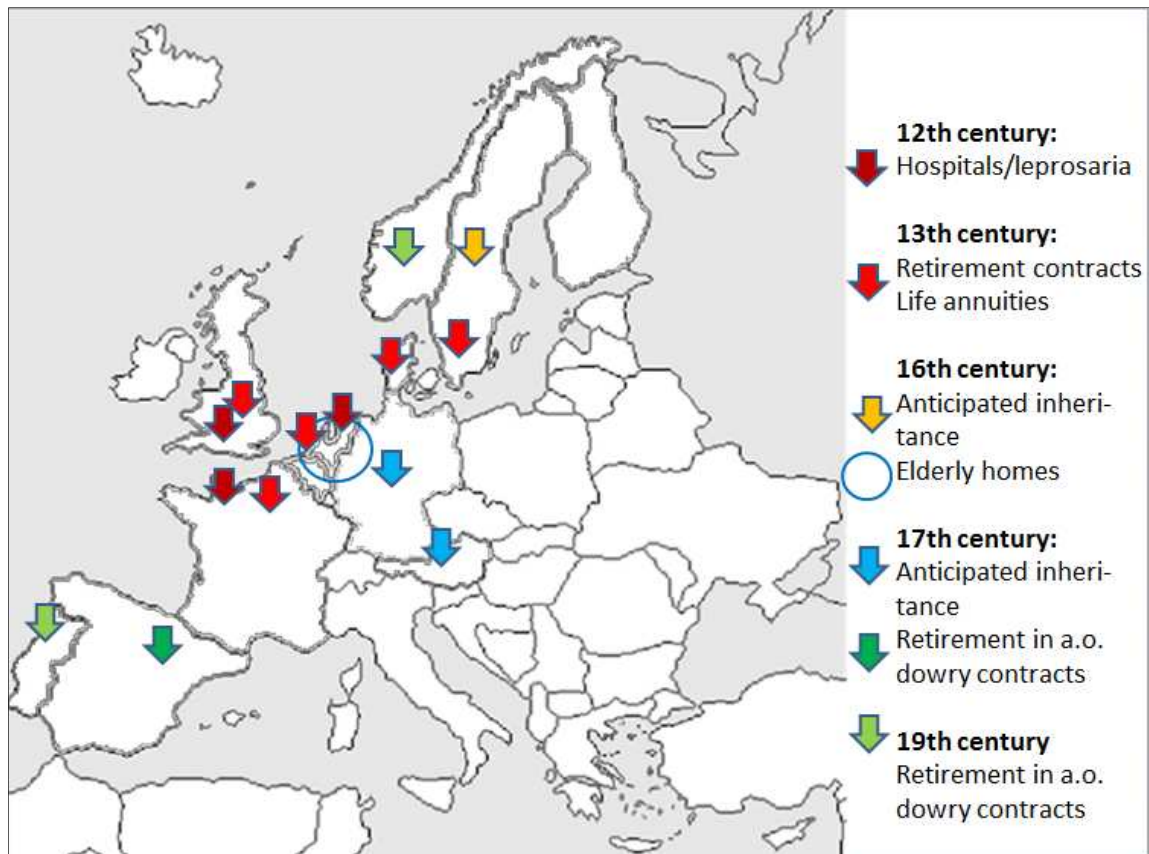 12th century:
Hospitals/leprosaria
13th century:
Retirement contracts
Life annuities
16th century:
Anticipated inheri-
tance
Elderly homes
17th century:
Anticipated inheri-
tance
Retirement in a.o.
dowry contracts
19th century
Retirement in a.o.
dowry contracts